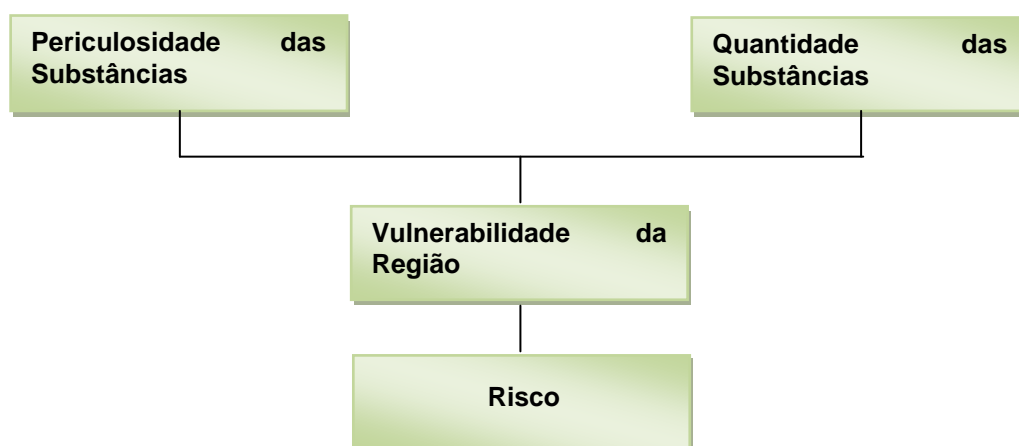 Periculosidade das
Substâncias
Quantidade das
Substâncias
Vulnerabilidade da
Região
Risco